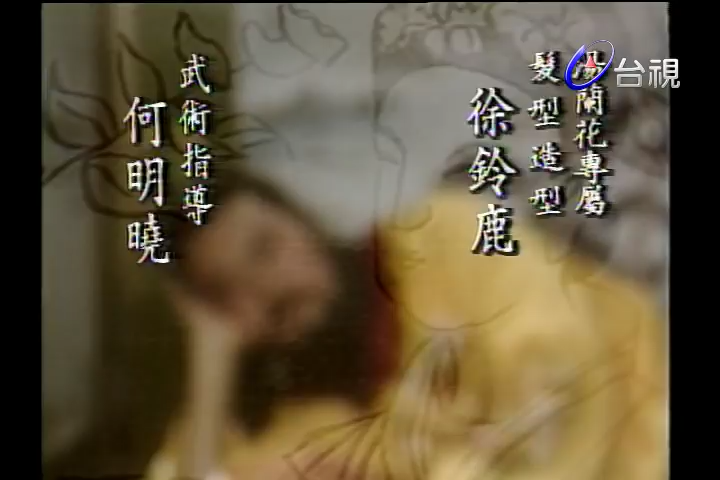 湯蘭花專屬
髮型造型
徐鈴鹿
武術指導
何明曉
台視